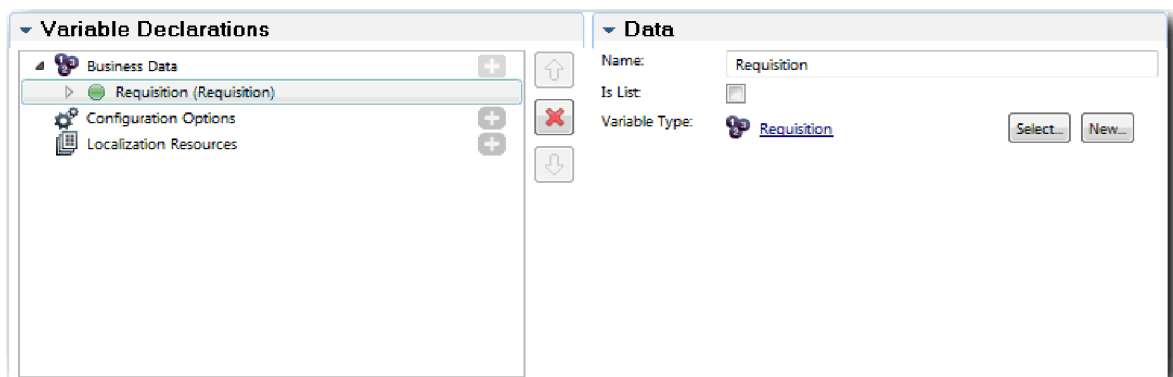 Variable Declarations
Business Data
Requisition (Requisition)
Configuration Options
Localization Resources
Data
Name: Requisition
Is List:
Variable Type: Requisition Select... New...